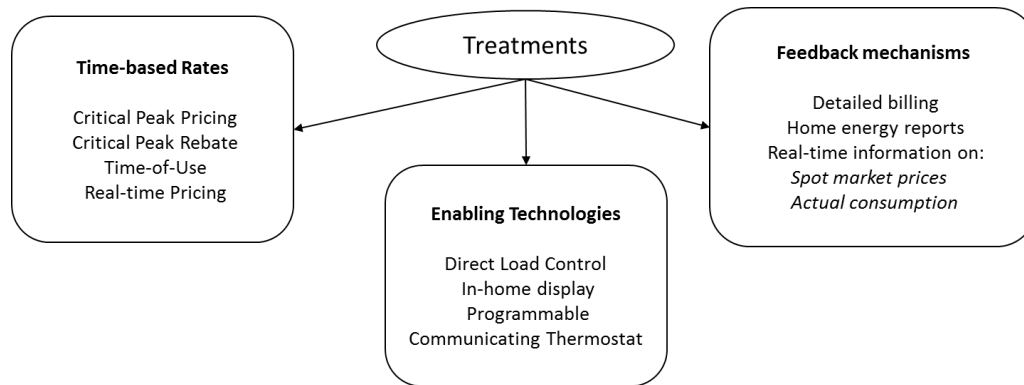 Treatments
Time-based Rates
Critical Peak Pricing
Critical Peak Rebate
Time-of-Use
Real-time Pricing
Enabling Technologies
Direct Load Control
In-home display
Programmable
Communicating Thermostat
Feedback mechanisms
Detailed billing
Home energy reports
Real-time information on:
Spot market prices
Actual consumption